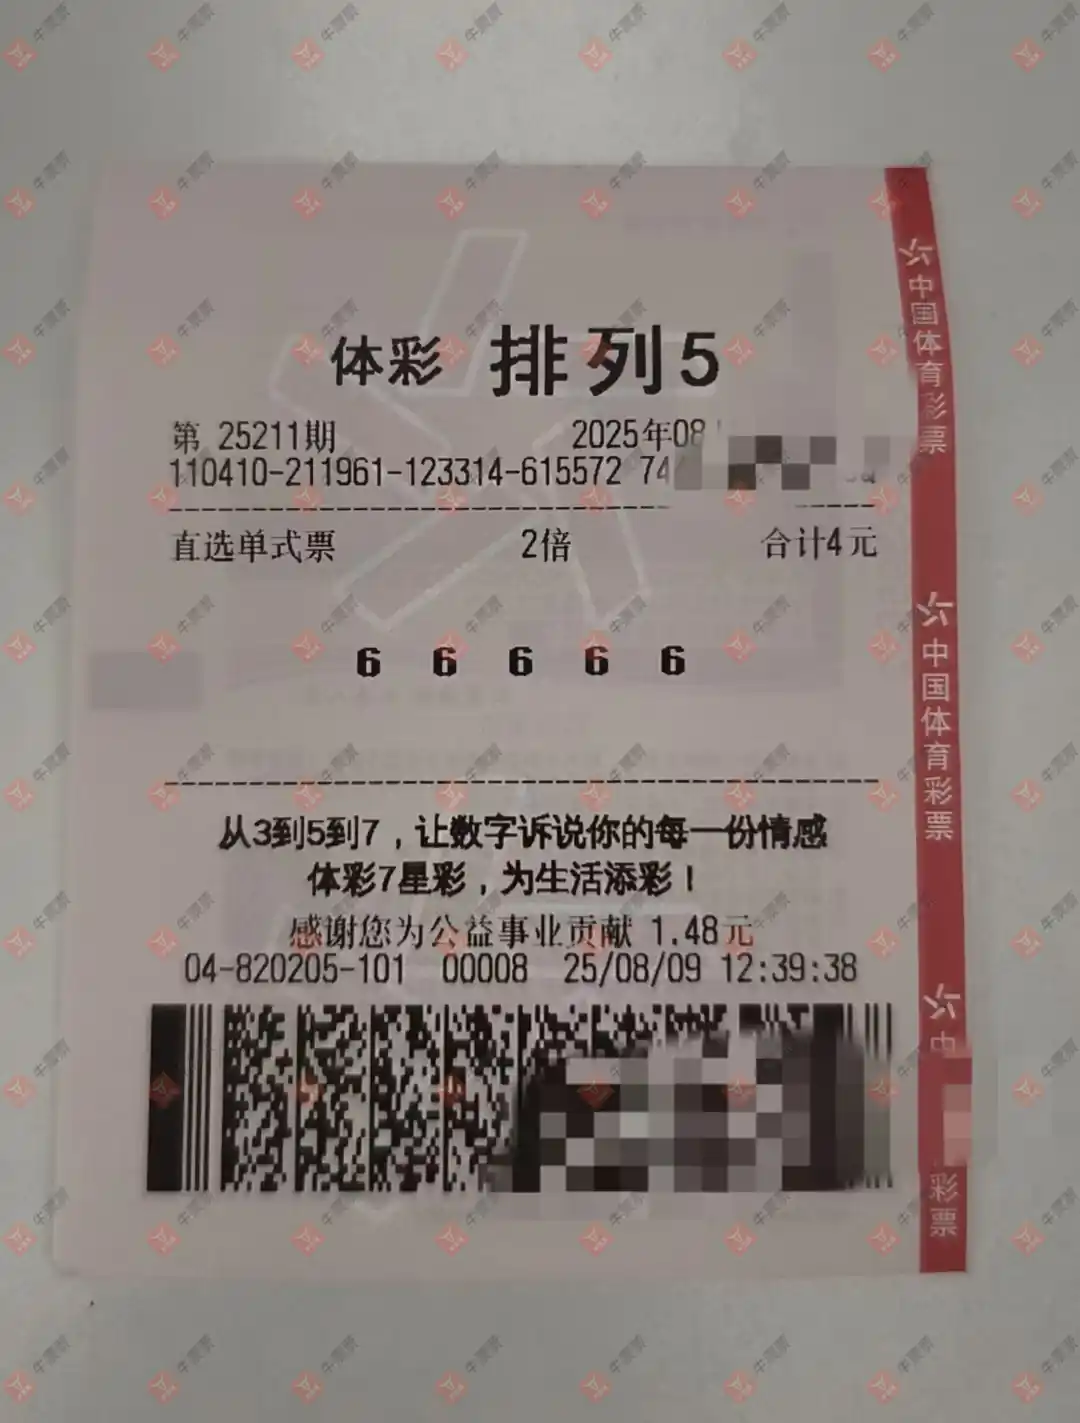 体彩 排列5
第 25211期 2025年08
110410-211961-123314-615572 74
直选单式票 2倍 合计4元
6 6 6 6 6
从3到5到7，让数字诉说你的每一份情感
体彩7星彩，为生活添彩！
感谢您为公益事业贡献 1.48元
04-820205-101 00008 25/08/09 12:39:38
中国体育彩票
中国体育彩票
中
彩票
牛票票